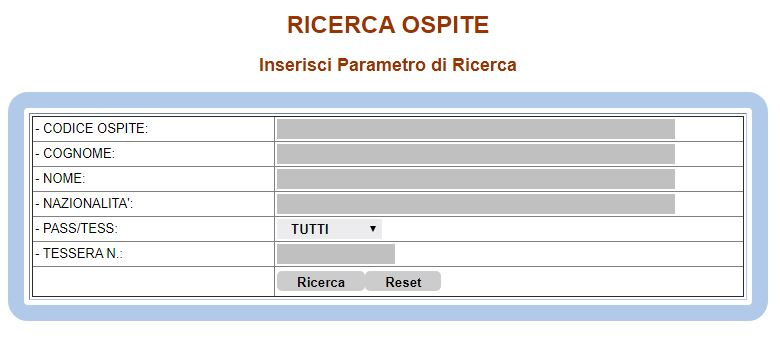 RICERCA OSPITE
Inserisci Parametro di Ricerca
- CODICE OSPITE:
- COGNOME:
- NOME:
- NAZIONALITA':
- PASS/TESS: TUTTI
- TESSERA N.:
Ricerca Reset